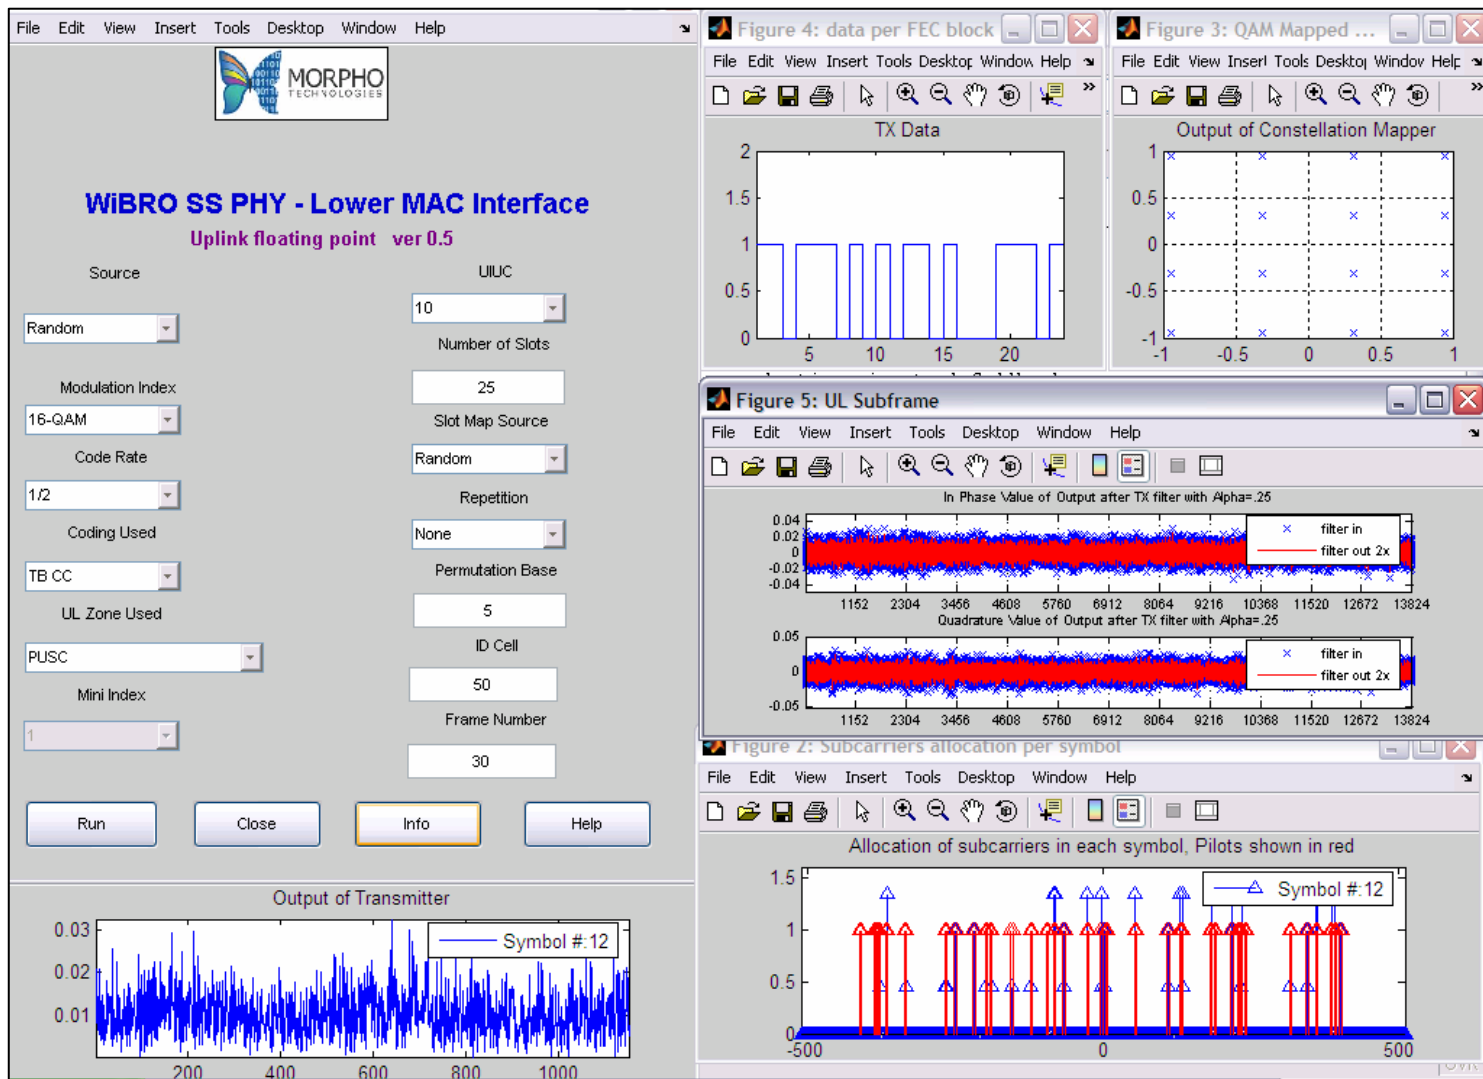 File Edit View Insert Tools Desktop Window Help
MORPHO
TECHNOLOGIES
WiBRO SS PHY - Lower MAC Interface
Uplink floating point ver 0.5
Source
Random
Modulation Index
16-QAM
Code Rate
1/2
Coding Used
TB CC
UL Zone Used
PUSC
Mini Index
1
UIUC
10
Number of Slots
25
Slot Map Source
Random
Repetition
None
Permutation Base
5
ID Cell
50
Frame Number
30
Run Close Info Help
Output of Transmitter
Symbol #:12
0.03
0.02
0.01
200 400 600 800 1000
Figure 4: data per FEC block
File Edit View Insert Tools Desktop Window Help
TX Data
2
1.5
1
0.5
0
5 10 15 20
Figure 3: QAM Mapped ...
File Edit View Insert Tools Desktop Window Help
Output of Constellation Mapper
1
0.5
0
-0.5
-1
-1 -0.5 0 0.5 1
Figure 5: UL Subframe
File Edit View Insert Tools Desktop Window Help
In Phase Value of Output after TX filter with Alpha=.25
0.04
0.02
0
-0.02
-0.04
filter in
filter out 2x
1152 2304 3456 4608 5760 6912 8064 9216 10368 11520 12672 13824
Quadrature Value of Output after TX filter with Alpha=.25
0.05
0
-0.05
filter in
filter out 2x
1152 2304 3456 4608 5760 6912 8064 9216 10368 11520 12672 13824
Figure 2: Subcarriers allocation per symbol
File Edit View Insert Tools Desktop Window Help
Allocation of subcarriers in each symbol, Pilots shown in red
Symbol #:12
1.5
1
0.5
0
-500 0 500